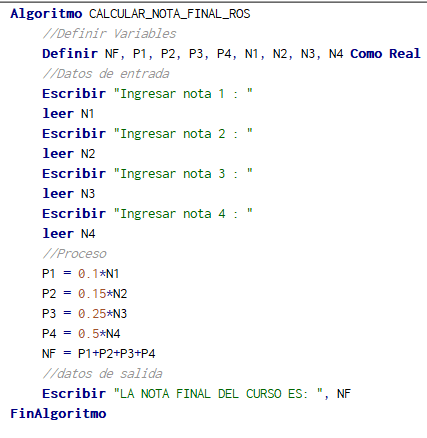 Algoritmo CALCULAR_NOTA_FINAL_ROS
//Definir Variables
Definir NF, P1, P2, P3, P4, N1, N2, N3, N4 Como Real
//Datos de entrada
Escribir "Ingresar nota 1 : "
leer N1
Escribir "Ingresar nota 2 : "
leer N2
Escribir "Ingresar nota 3 : "
leer N3
Escribir "Ingresar nota 4 : "
leer N4
//Proceso
P1 = 0.1*N1
P2 = 0.15*N2
P3 = 0.25*N3
P4 = 0.5*N4
NF = P1+P2+P3+P4
//datos de salida
Escribir "LA NOTA FINAL DEL CURSO ES: ", NF
FinAlgoritmo